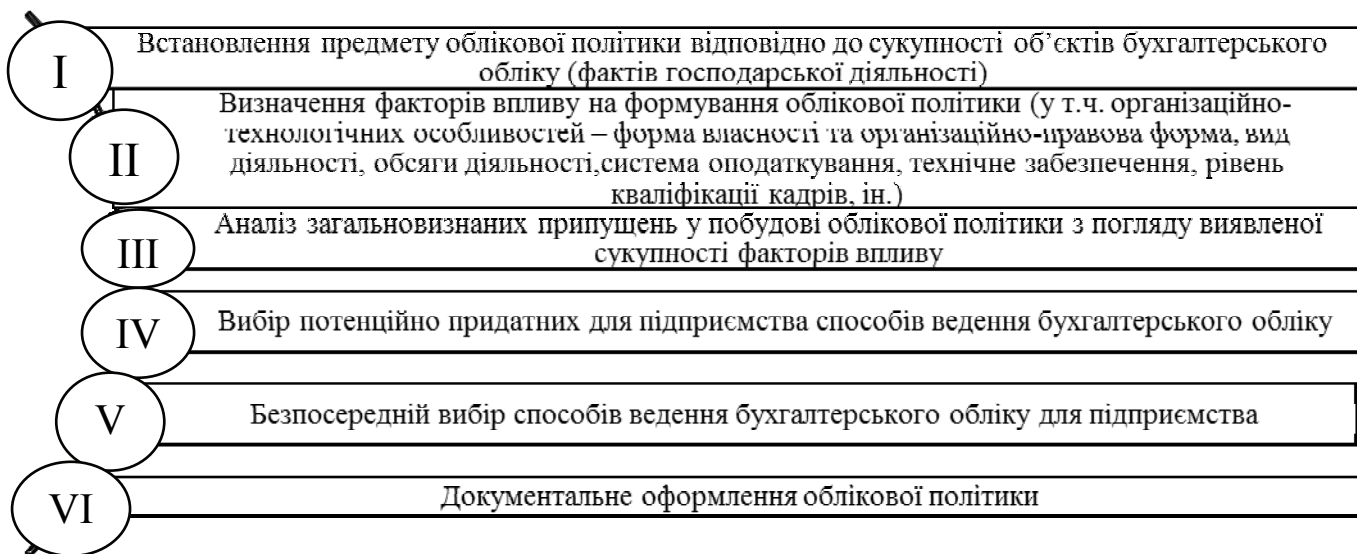 I
Встановлення предмету облікової політики відповідно до сукупності об’єктів бухгалтерського
обліку (фактів господарської діяльності)
II
Визначення факторів впливу на формування облікової політики (у т.ч. організаційно-
технологічних особливостей – форма власності та організаційно-правова форма, вид
діяльності, обсяги діяльності,система оподаткування, технічне забезпечення, рівень
кваліфікації кадрів, ін.)
III
Аналіз загальновизнаних припущень у побудові облікової політики з погляду виявленої
сукупності факторів впливу
IV
Вибір потенційно придатних для підприємства способів ведення бухгалтерського обліку
V
Безпосередній вибір способів ведення бухгалтерського обліку для підприємства
VI
Документальне оформлення облікової політики